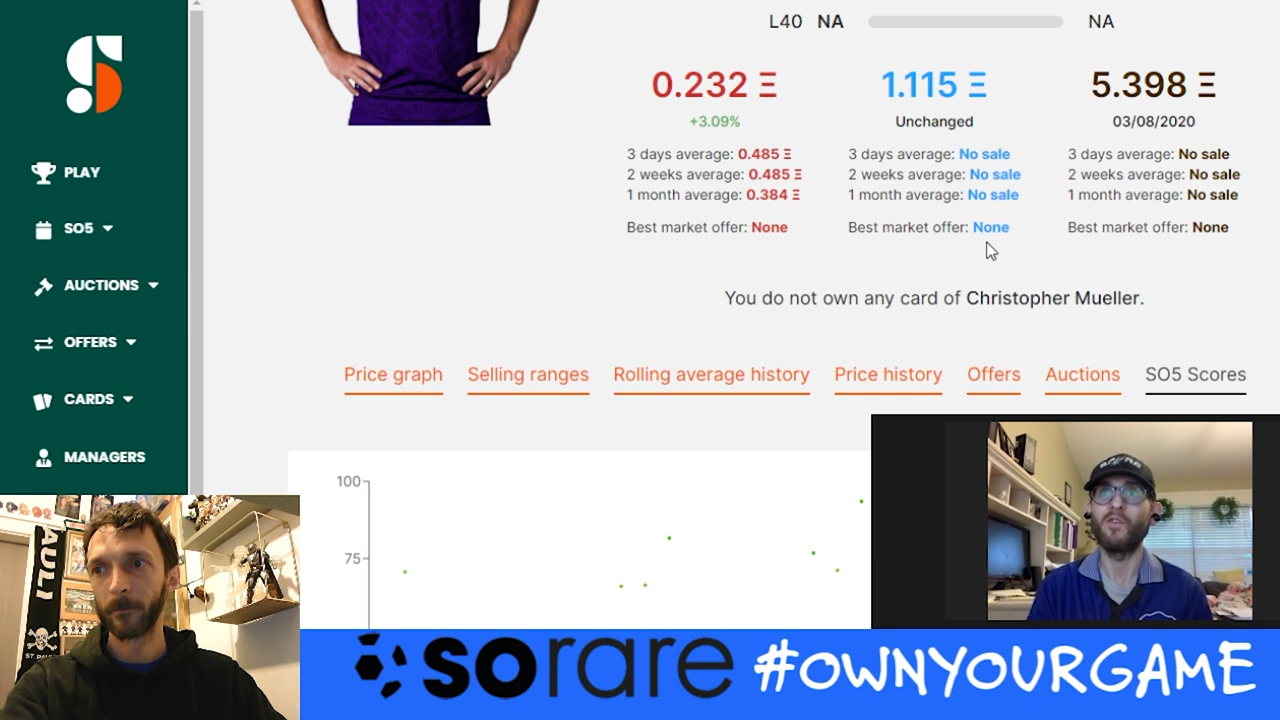 L40 NA NA
0.232 Ξ 1.115 Ξ 5.398 Ξ
+3.09% Unchanged 03/08/2020
3 days average: 0.485 Ξ
2 weeks average: 0.485 Ξ
1 month average: 0.384 Ξ
Best market offer: None
3 days average: No sale
2 weeks average: No sale
1 month average: No sale
Best market offer: None
3 days average: No sale
2 weeks average: No sale
1 month average: No sale
Best market offer: None
You do not own any card of Christopher Mueller.
Price graph Selling ranges Rolling average history Price history Offers Auctions SO5 Scores
100
75
PLAY
SO5
AUCTIONS
OFFERS
CARDS
MANAGERS
AULI
ST. PAULI
sorare #OWNYOURGAME